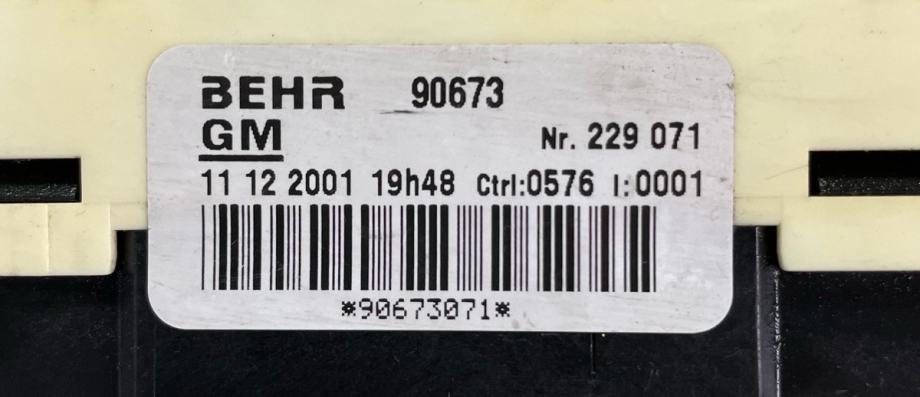 BEHR 90673
GM Nr. 229 071
11 12 2001 19h48 Ctrl:0576 I:0001
*90673071*